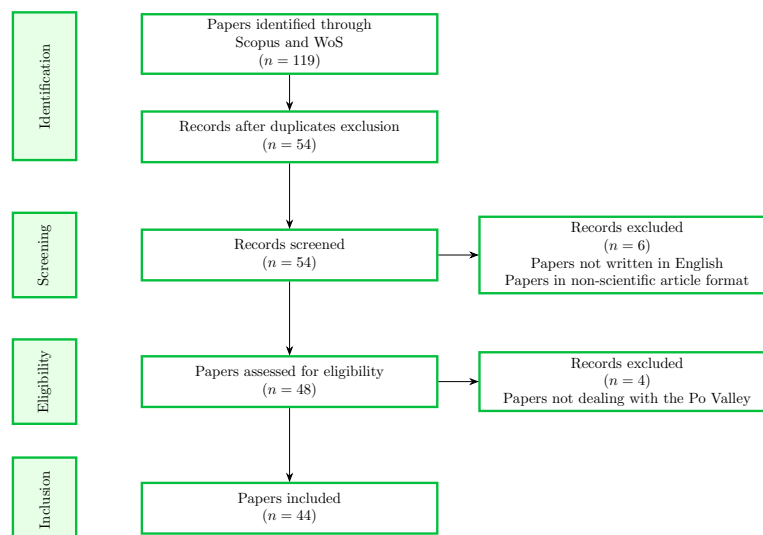 Identification
Papers identified through
Scopus and WoS
(n = 119)
Records after duplicates exclusion
(n = 54)
Screening
Records screened
(n = 54)
Records excluded
(n = 6)
Papers not written in English
Papers in non-scientific article format
Eligibility
Papers assessed for eligibility
(n = 48)
Records excluded
(n = 4)
Papers not dealing with the Po Valley
Inclusion
Papers included
(n = 44)